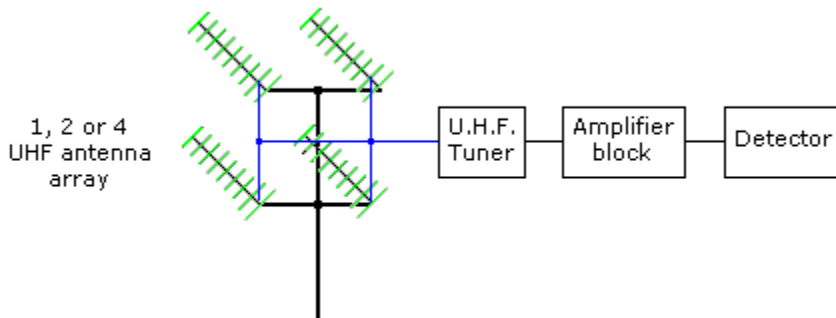 1, 2 or 4
UHF antenna
array
U.H.F.
Tuner
Amplifier
block
Detector